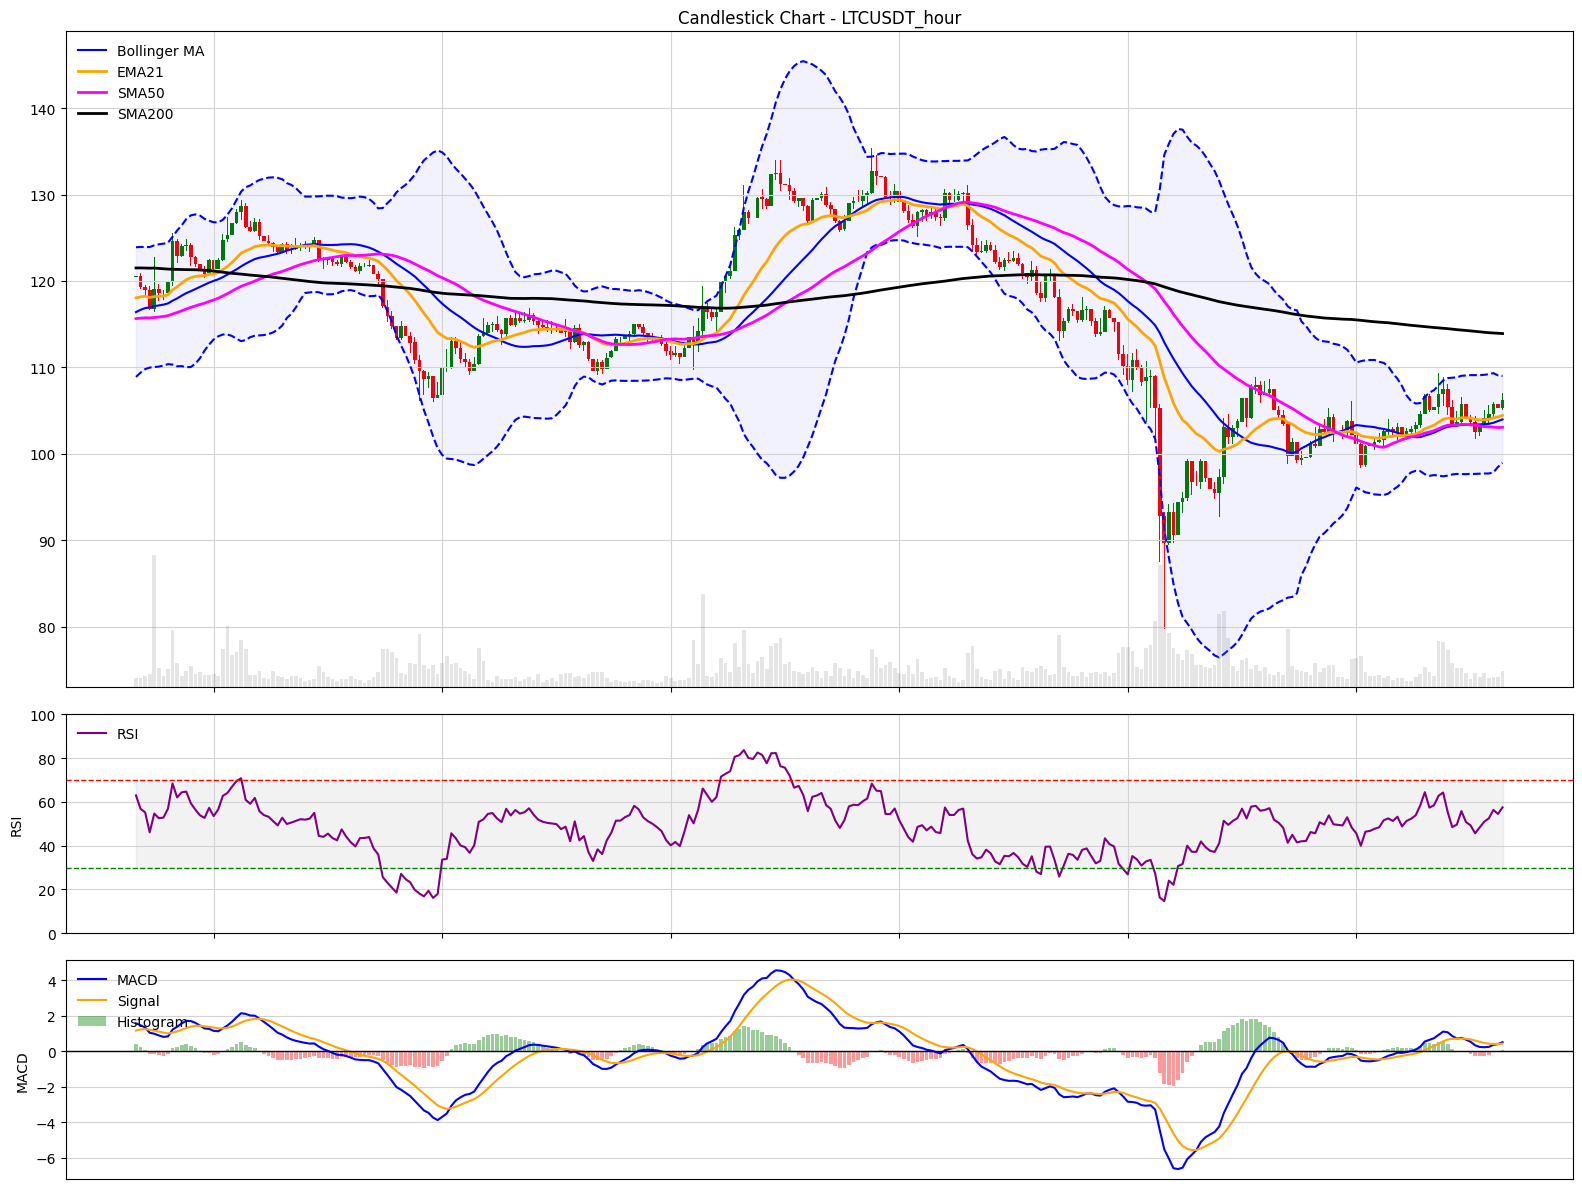 Candlestick Chart - LTCUSDT_hour
Bollinger MA
EMA21
SMA50
SMA200
140
130
120
110
100
90
80
RSI
100
80
60
40
20
0
RSI
MACD
Signal
Histogram
4
2
0
−2
−4
−6
MACD